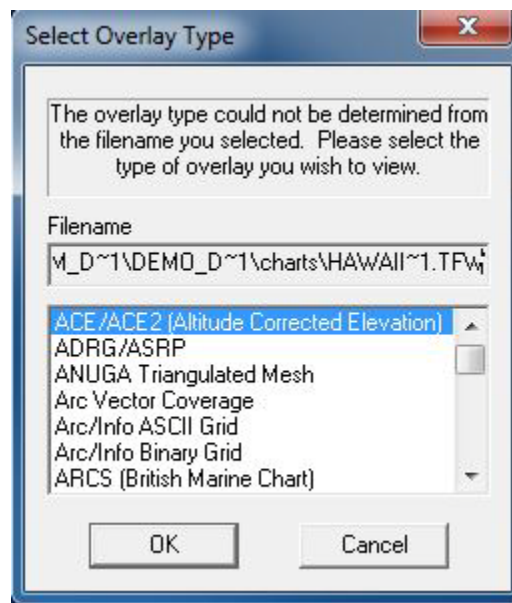 Select Overlay Type
The overlay type could not be determined from
the filename you selected. Please select the
type of overlay you wish to view.
Filename
M_D~1\DEMO_D~1\charts\HAWAII~1.TFW
ACE/ACE2 (Altitude Corrected Elevation)
ADRG/ASRP
ANUGA Triangulated Mesh
Arc Vector Coverage
Arc/Info ASCII Grid
Arc/Info Binary Grid
ARCS (British Marine Chart)
OK
Cancel